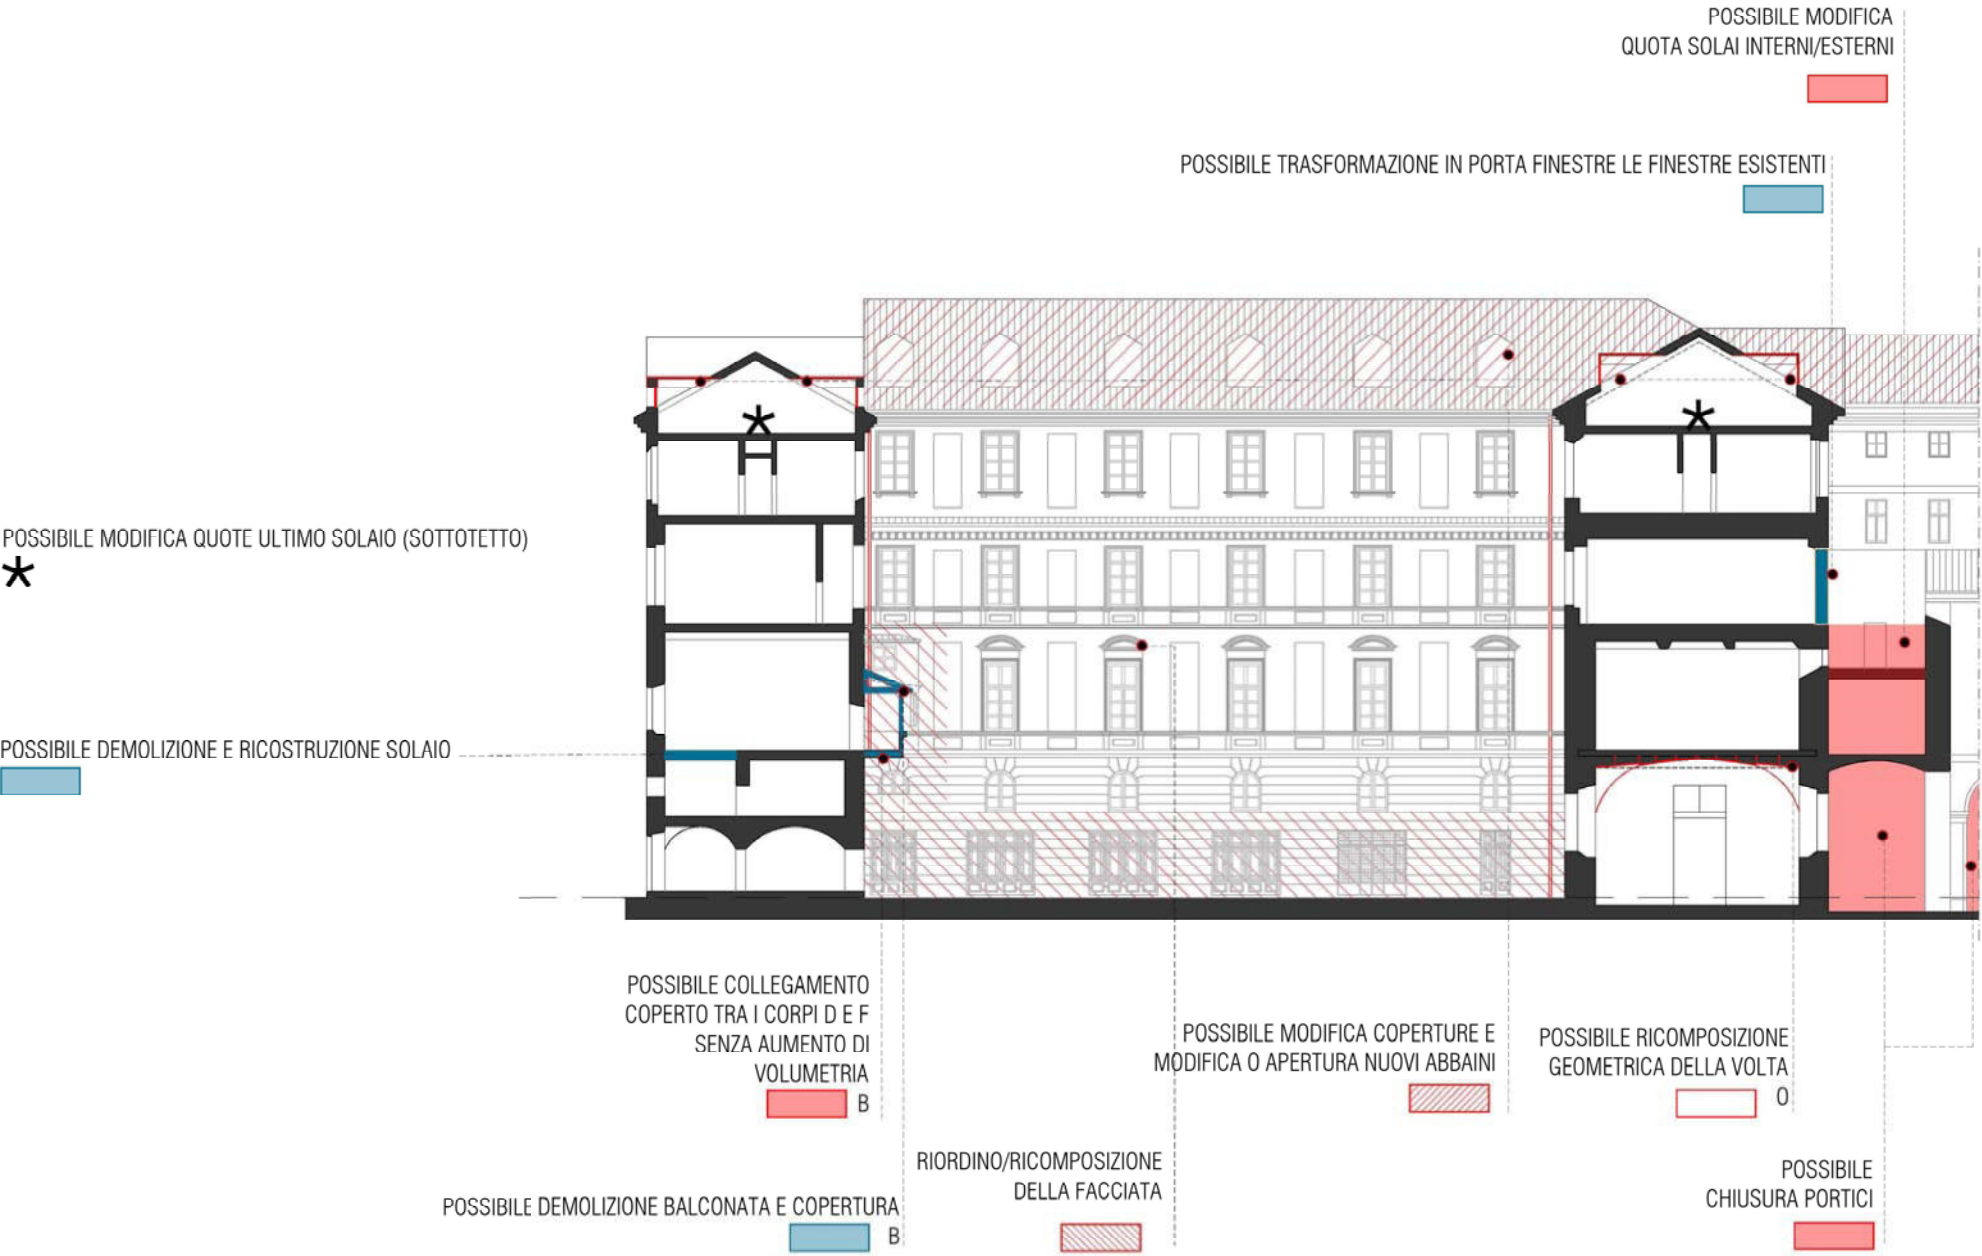 POSSIBILE MODIFICA
QUOTA SOLAI INTERNI/ESTERNI
POSSIBILE TRASFORMAZIONE IN PORTA FINESTRE LE FINESTRE ESISTENTI
POSSIBILE MODIFICA QUOTE ULTIMO SOLAIO (SOTTOTETTO)
*
*
*
POSSIBILE DEMOLIZIONE E RICOSTRUZIONE SOLAIO
POSSIBILE COLLEGAMENTO
COPERTO TRA I CORPI D E F
SENZA AUMENTO DI
VOLUMETRIA
B
POSSIBILE MODIFICA COPERTURE E
MODIFICA O APERTURA NUOVI ABBAINI
POSSIBILE RICOMPOSIZIONE
GEOMETRICA DELLA VOLTA
O
RIORDINO/RICOMPOSIZIONE
DELLA FACCIATA
POSSIBILE
CHIUSURA PORTICI
POSSIBILE DEMOLIZIONE BALCONATA E COPERTURA
B